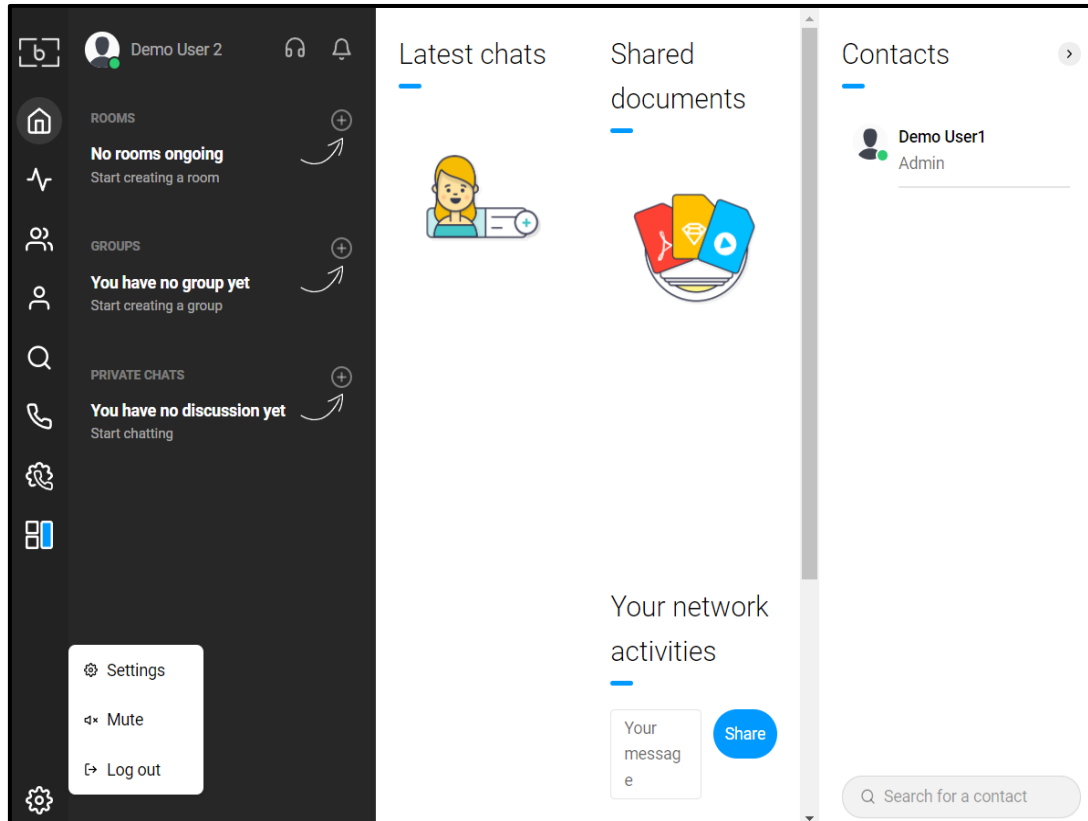 b
Demo User 2
ROOMS
No rooms ongoing
Start creating a room
GROUPS
You have no group yet
Start creating a group
PRIVATE CHATS
You have no discussion yet
Start chatting
Settings
Mute
Log out
Latest chats
Shared
documents
Your network
activities
Your
messag
e
Share
Contacts
Demo User1
Admin
Search for a contact